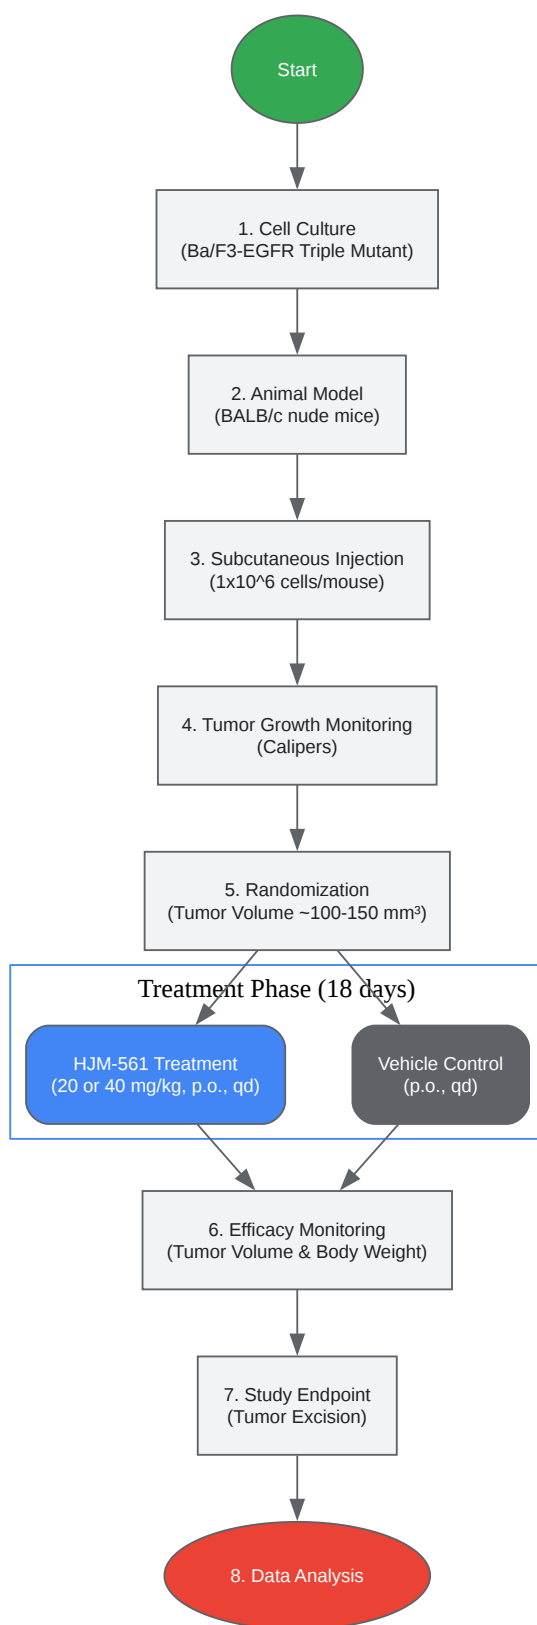 Start
1. Cell Culture
(Ba/F3-EGFR Triple Mutant)
2. Animal Model
(BALB/c nude mice)
3. Subcutaneous Injection
(1x10^6 cells/mouse)
4. Tumor Growth Monitoring
(Calipers)
5. Randomization
(Tumor Volume ~100-150 mm³)
Treatment Phase (18 days)
HJM-561 Treatment
(20 or 40 mg/kg, p.o., qd)
Vehicle Control
(p.o., qd)
6. Efficacy Monitoring
(Tumor Volume & Body Weight)
7. Study Endpoint
(Tumor Excision)
8. Data Analysis